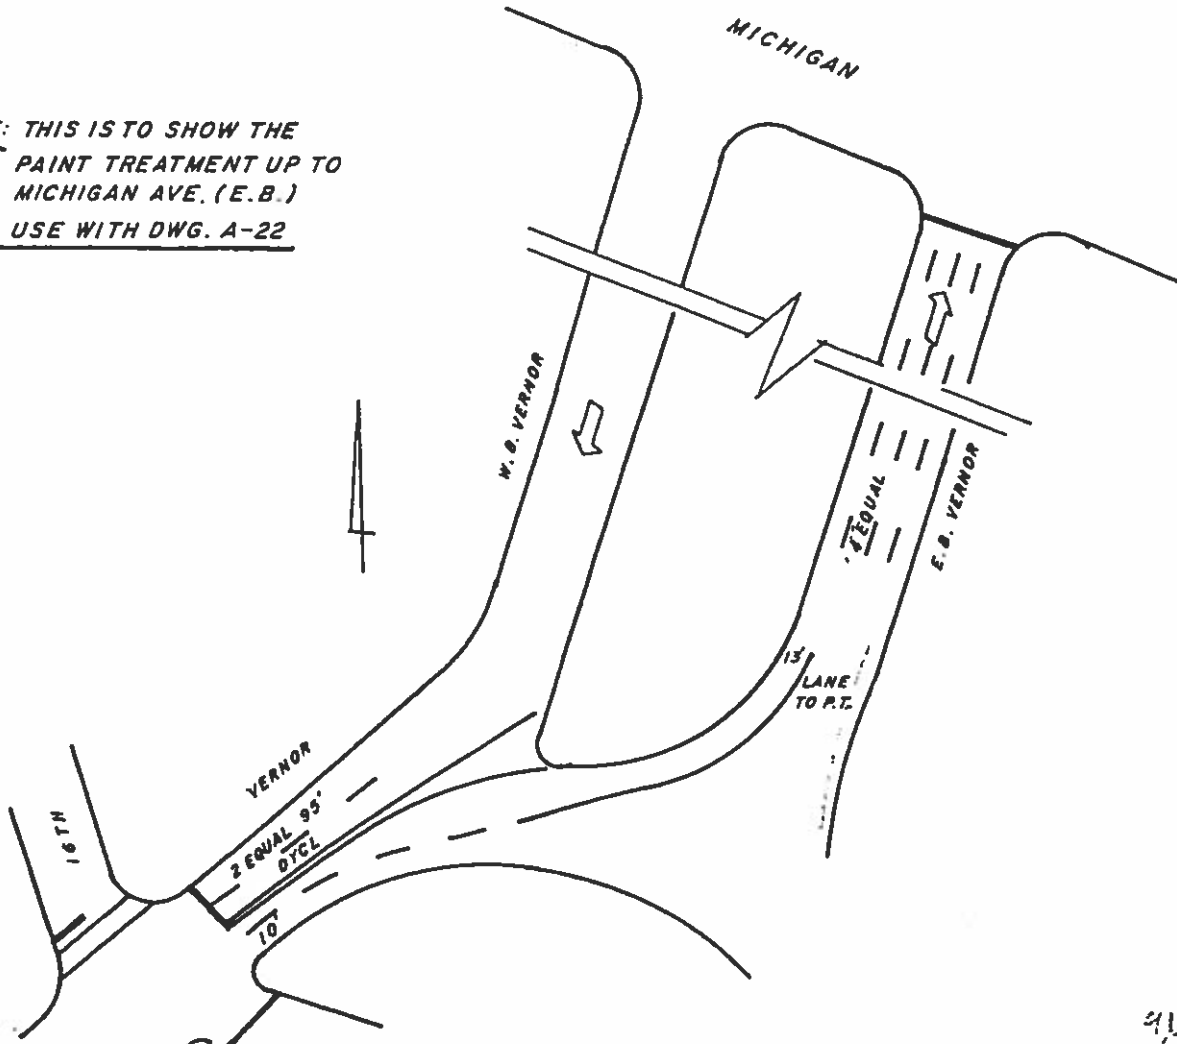 MICHIGAN
: THIS IS TO SHOW THE
PAINT TREATMENT UP TO
MICHIGAN AVE. (E.B.)
USE WITH DWG. A-22
W. B. VERNOR
4 EQUAL
E. B. VERNOR
13'
LANE
TO P.T.
VERNOR
2 EQUAL 95'
DYCL
16TH
10'